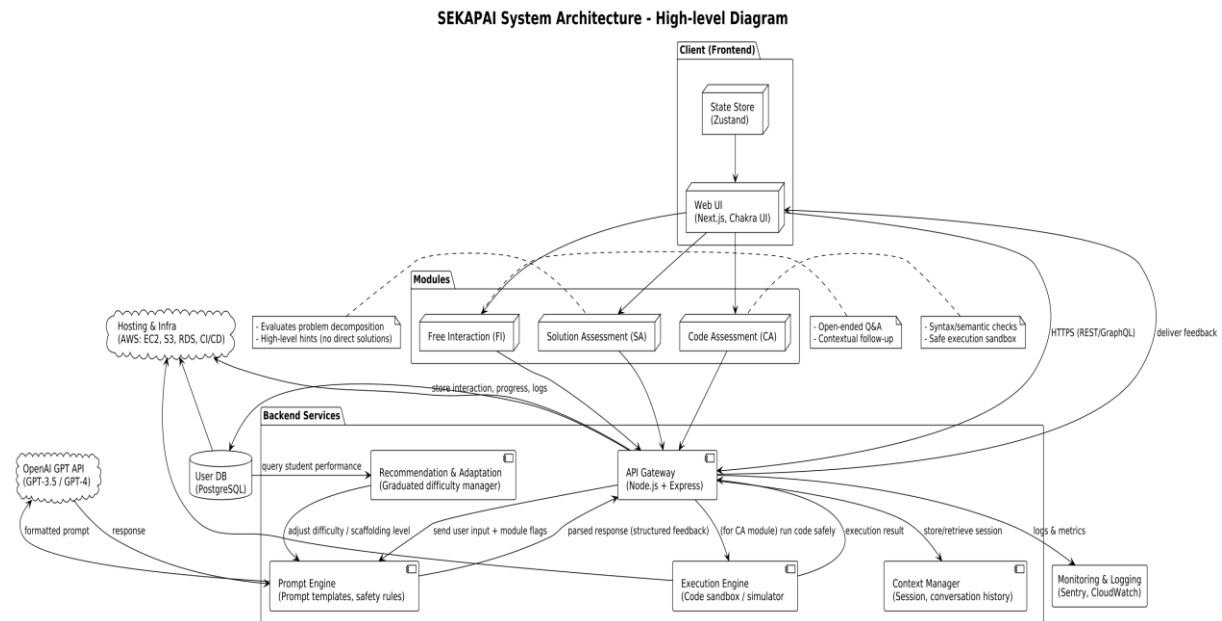 SEKAPAI System Architecture - High-level Diagram
Client (Frontend)
State Store
(Zustand)
Web UI
(Next.js, Chakra UI)
Modules
Hosting & Infra
(AWS: EC2, S3, RDS, CI/CD)
- Evaluates problem decomposition
- High-level hints (no direct solutions)
Free Interaction (FI)
Solution Assessment (SA)
Code Assessment (CA)
- Open-ended Q&A
- Contextual follow-up
- Syntax/semantic checks
- Safe execution sandbox
HTTPS (REST/GraphQL)
deliver feedback
store interaction, progress, logs
Backend Services
OpenAI GPT API
(GPT-3.5 / GPT-4)
User DB
(PostgreSQL)
query student performance
Recommendation & Adaptation
(Graduated difficulty manager)
API Gateway
(Node.js + Express)
formatted prompt
response
adjust difficulty / scaffolding level
send user input + module flags
parsed response (structured feedback)
(for CA module) run code safely
execution result
store/retrieve session
logs & metrics
Prompt Engine
(Prompt templates, safety rules)
Execution Engine
(Code sandbox / simulator
Context Manager
(Session, conversation history)
Monitoring & Logging
(Sentry, CloudWatch)